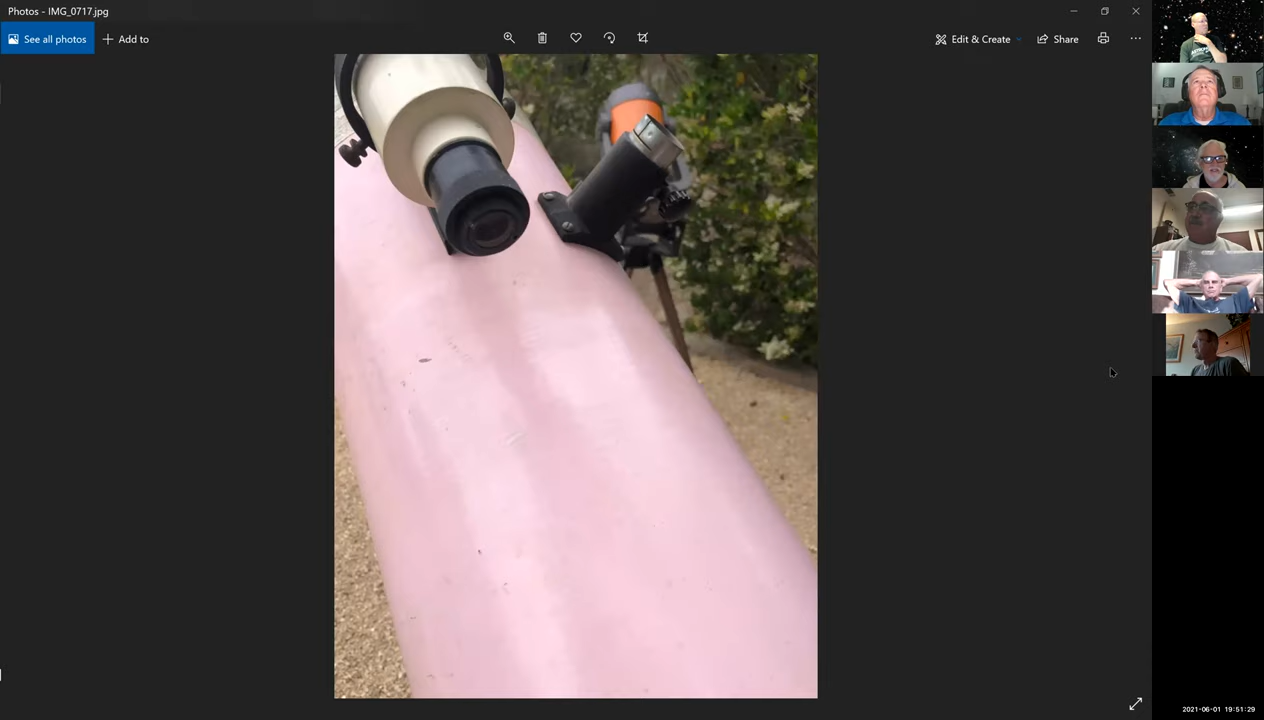 Photos - IMG_0717.jpg
See all photos
Add to
Edit & Create
Share
2021-06-01 19:51:29